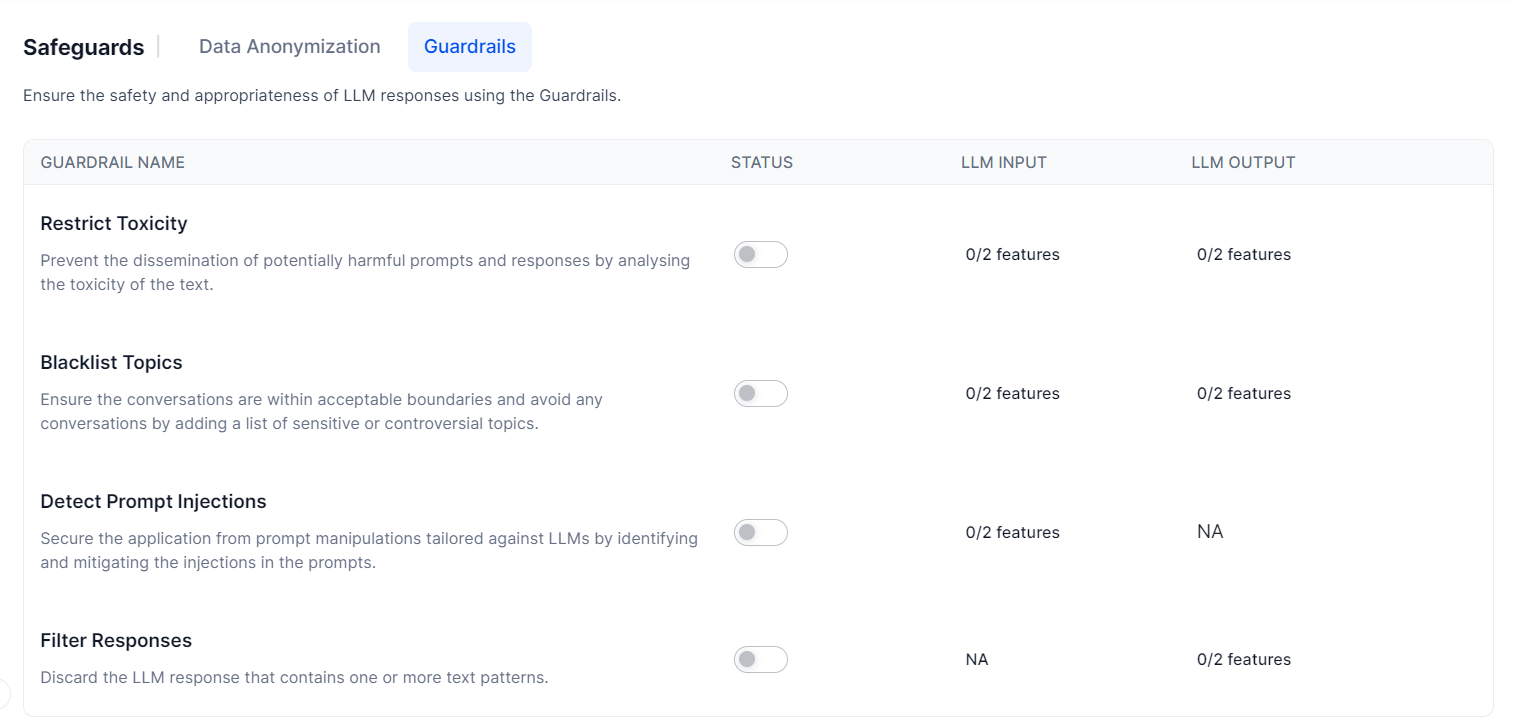 Safeguards
Data Anonymization
Guardrails
Ensure the safety and appropriateness of LLM responses using the Guardrails.
GUARDRAIL NAME
STATUS
LLM INPUT
LLM OUTPUT
Restrict Toxicity
Prevent the dissemination of potentially harmful prompts and responses by analysing
the toxicity of the text.
0/2 features
0/2 features
Blacklist Topics
Ensure the conversations are within acceptable boundaries and avoid any
conversations by adding a list of sensitive or controversial topics.
0/2 features
0/2 features
Detect Prompt Injections
Secure the application from prompt manipulations tailored against LLMs by identifying
and mitigating the injections in the prompts.
0/2 features
NA
Filter Responses
Discard the LLM response that contains one or more text patterns.
NA
0/2 features